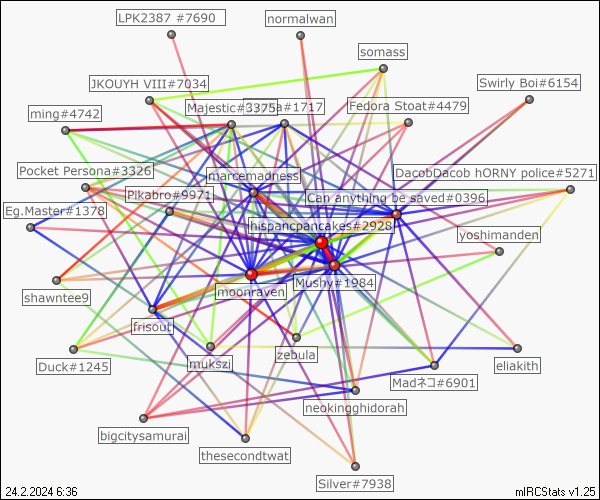 LPK2387 #7690
normalwan
somass
JKOUYH VIII#7034
Swirly Boi#6154
ming#4742
Majestic#3375
a#1717
Fedora Stoat#4479
Pocket Persona#3326
marcemadness
DacobDacob hORNY police#5271
Pikabro#9971
Can anything be saved#0396
Eg.Master#1378
hispancpancakes#2928
yoshimanden
shawntee9
moonraven
Mushy#1984
frisout
Duck#1245
mukszi
zebula
eliakith
Madネコ#6901
neokingghidorah
bigcitysamurai
thesecondtwat
Silver#7938
24.2.2024 6:36
mIRCStats v1.25